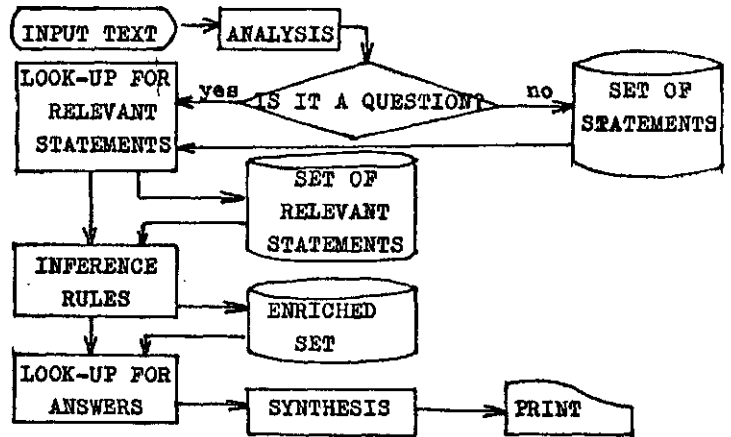 INPUT TEXT
ANALYSIS
LOOK-UP FOR
RELEVANT
STATEMENTS
yes
IS IT A QUESTION?
no
SET OF
STATEMENTS
SET OF
RELEVANT
STATEMENTS
INFERENCE
RULES
ENRICHED
SET
LOOK-UP FOR
ANSWERS
SYNTHESIS
PRINT